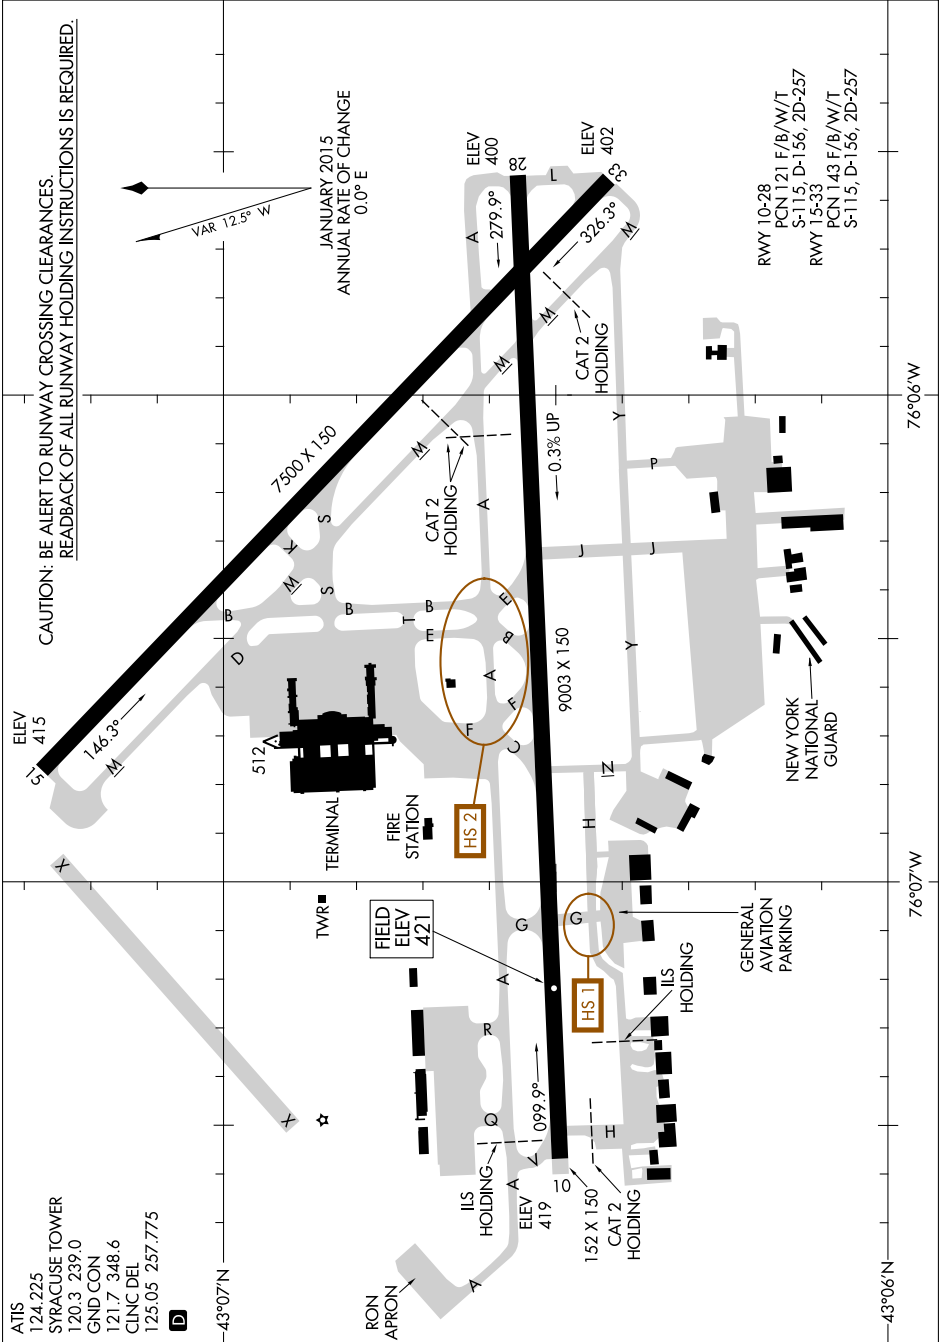 ATIS
124.225
SYRACUSE TOWER
120.3 239.0
GND CON
121.7 348.6
CLNC DEL
125.05 257.775
D
CAUTION: BE ALERT TO RUNWAY CROSSING CLEARANCES.
READBACK OF ALL RUNWAY HOLDING INSTRUCTIONS IS REQUIRED.
VAR 12.5° W
JANUARY 2015
ANNUAL RATE OF CHANGE
0.0° E
43°07'N
43°06'N
76°07'W
76°06'W
X
X
ELEV
415
15
146.3°
M
D
B
7500 X 150
K
M
S
S
B
B
T
E
M
M
M
M
512
TERMINAL
TWR
FIRE
STATION
FIELD
ELEV
421
HS 2
F
F
A
B
E
C
CAT 2
HOLDING
A
A
ELEV
400
28
279.9°
L
ELEV
402
33
326.3°
CAT 2
HOLDING
0.3% UP
9003 X 150
RON
APRON
A
A
ILS
HOLDING
ELEV
419
V
10
Q
R
A
G
099.9°
152 X 150
CAT 2
HOLDING
H
HS 1
G
ILS
HOLDING
GENERAL
AVIATION
PARKING
H
N
Y
Y
J
J
P
NEW YORK
NATIONAL
GUARD
RWY 10-28
PCN 121 F/B/W/T
S-115, D-156, 2D-257
RWY 15-33
PCN 143 F/B/W/T
S-115, D-156, 2D-257